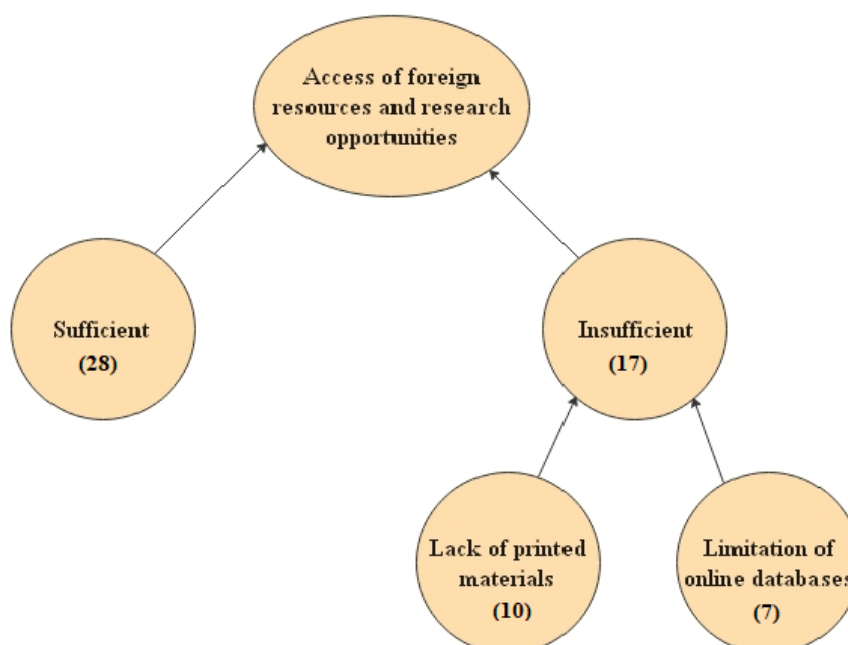 Access of foreign
resources and research
opportunities
Sufficient
(28)
Insufficient
(17)
Lack of printed
materials
(10)
Limitation of
online databases
(7)